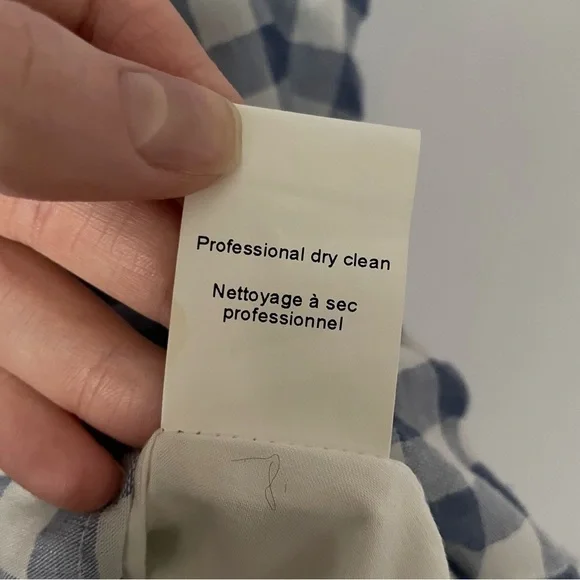 Professional dry clean
Nettoyage à sec
professionnel